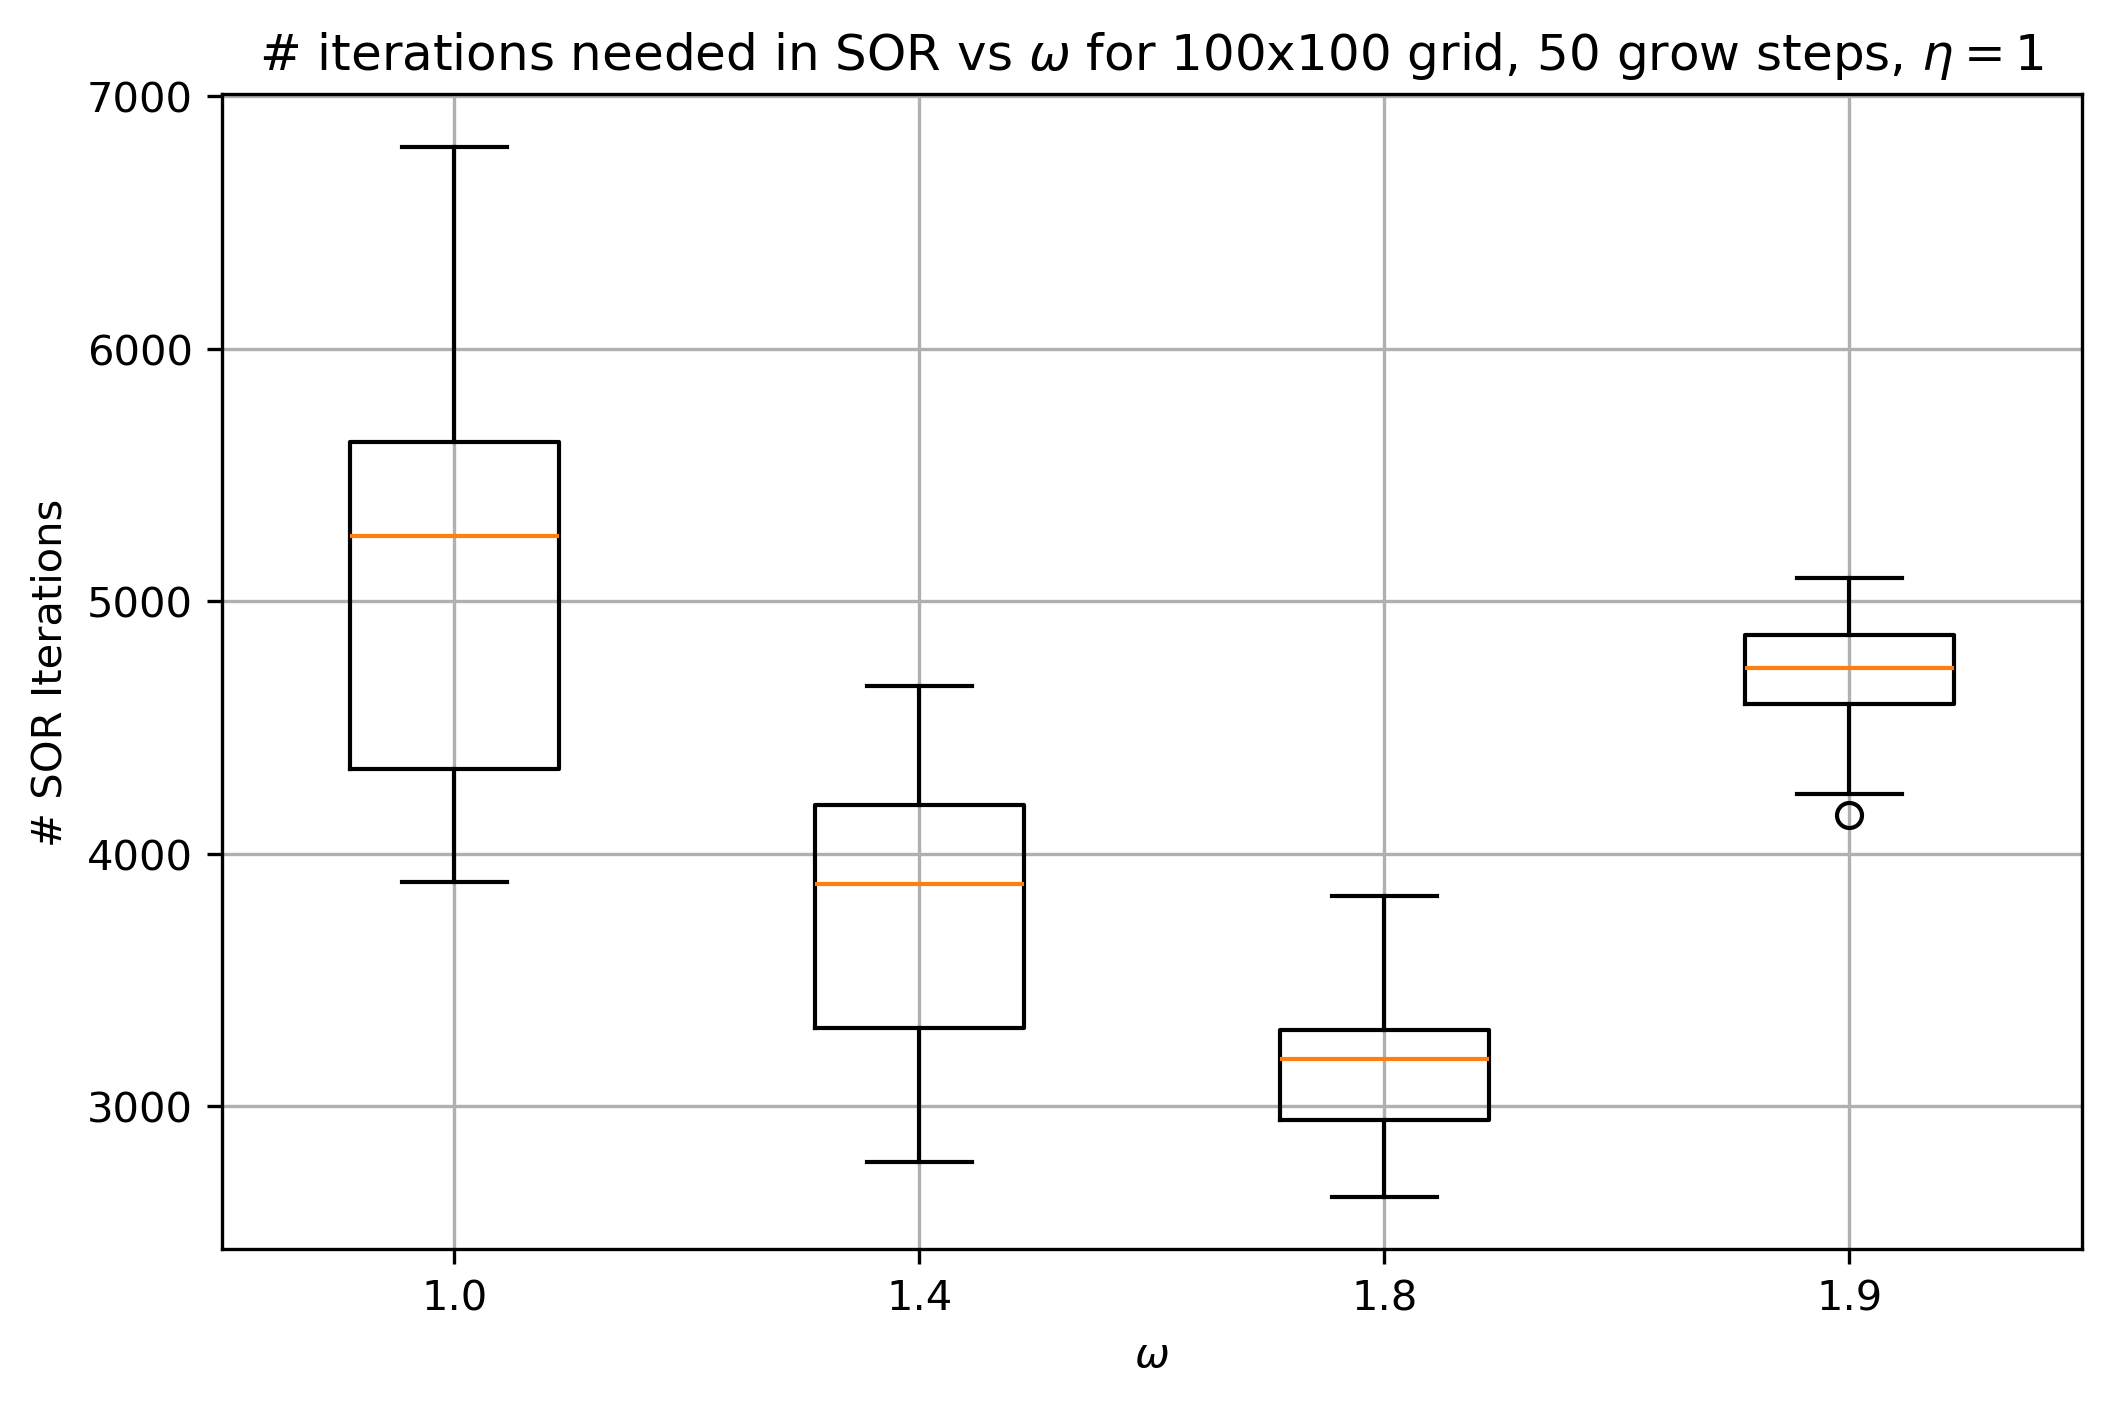 # iterations needed in SOR vs ω for 100x100 grid, 50 grow steps, η = 1
7000
6000
5000
4000
3000
# SOR Iterations
1.0 1.4 1.8 1.9
ω